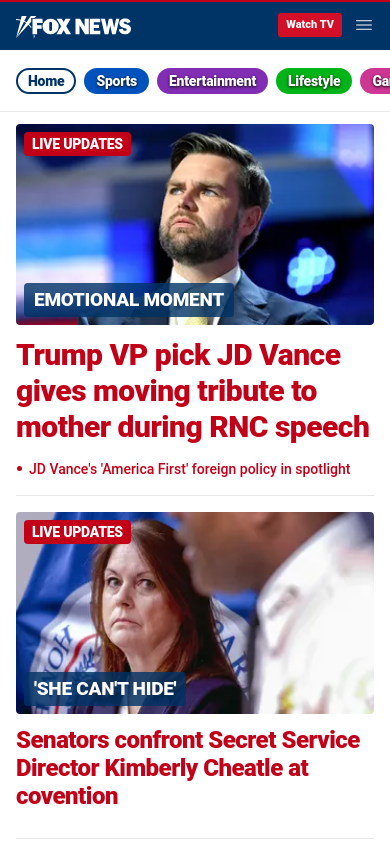 FOX NEWS
Watch TV
Home
Sports
Entertainment
Lifestyle
LIVE UPDATES
EMOTIONAL MOMENT
Trump VP pick JD Vance
gives moving tribute to
mother during RNC speech
JD Vance's 'America First' foreign policy in spotlight
LIVE UPDATES
'SHE CAN'T HIDE'
Senators confront Secret Service
Director Kimberly Cheatle at
covention